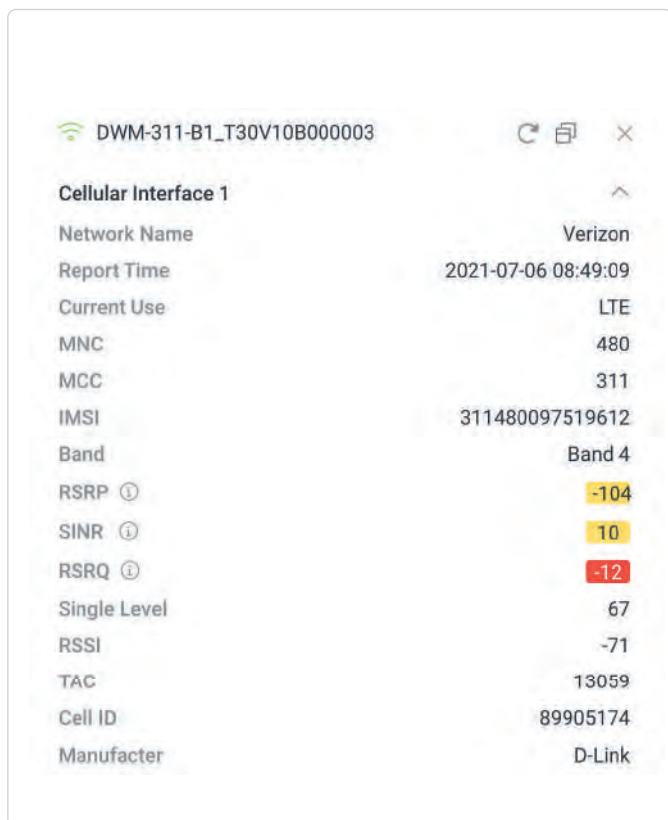 DWM-311-B1_T30V10B000003
Cellular Interface 1
Network Name Verizon
Report Time 2021-07-06 08:49:09
Current Use LTE
MNC 480
MCC 311
IMSI 311480097519612
Band Band 4
RSRP -104
SINR 10
RSRQ -12
Single Level 67
RSSI -71
TAC 13059
Cell ID 89905174
Manufacter D-Link